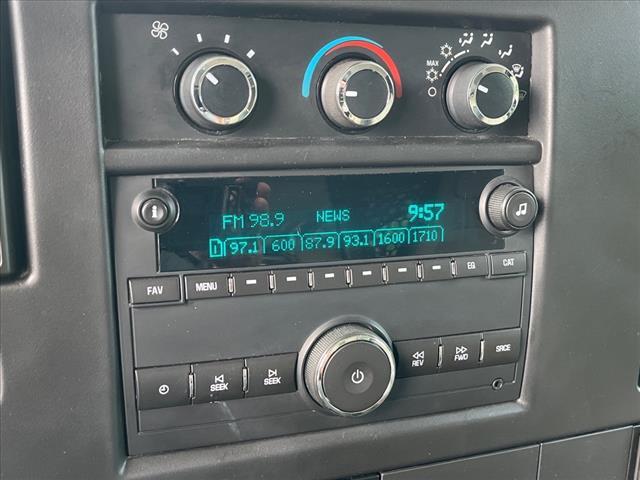 MAX
FM 98.9 NEWS 9:57
1 97.1 600 87.9 93.1 1600 1710
FAV MENU EQ CAT
SEEK SEEK REV FWD SRCE